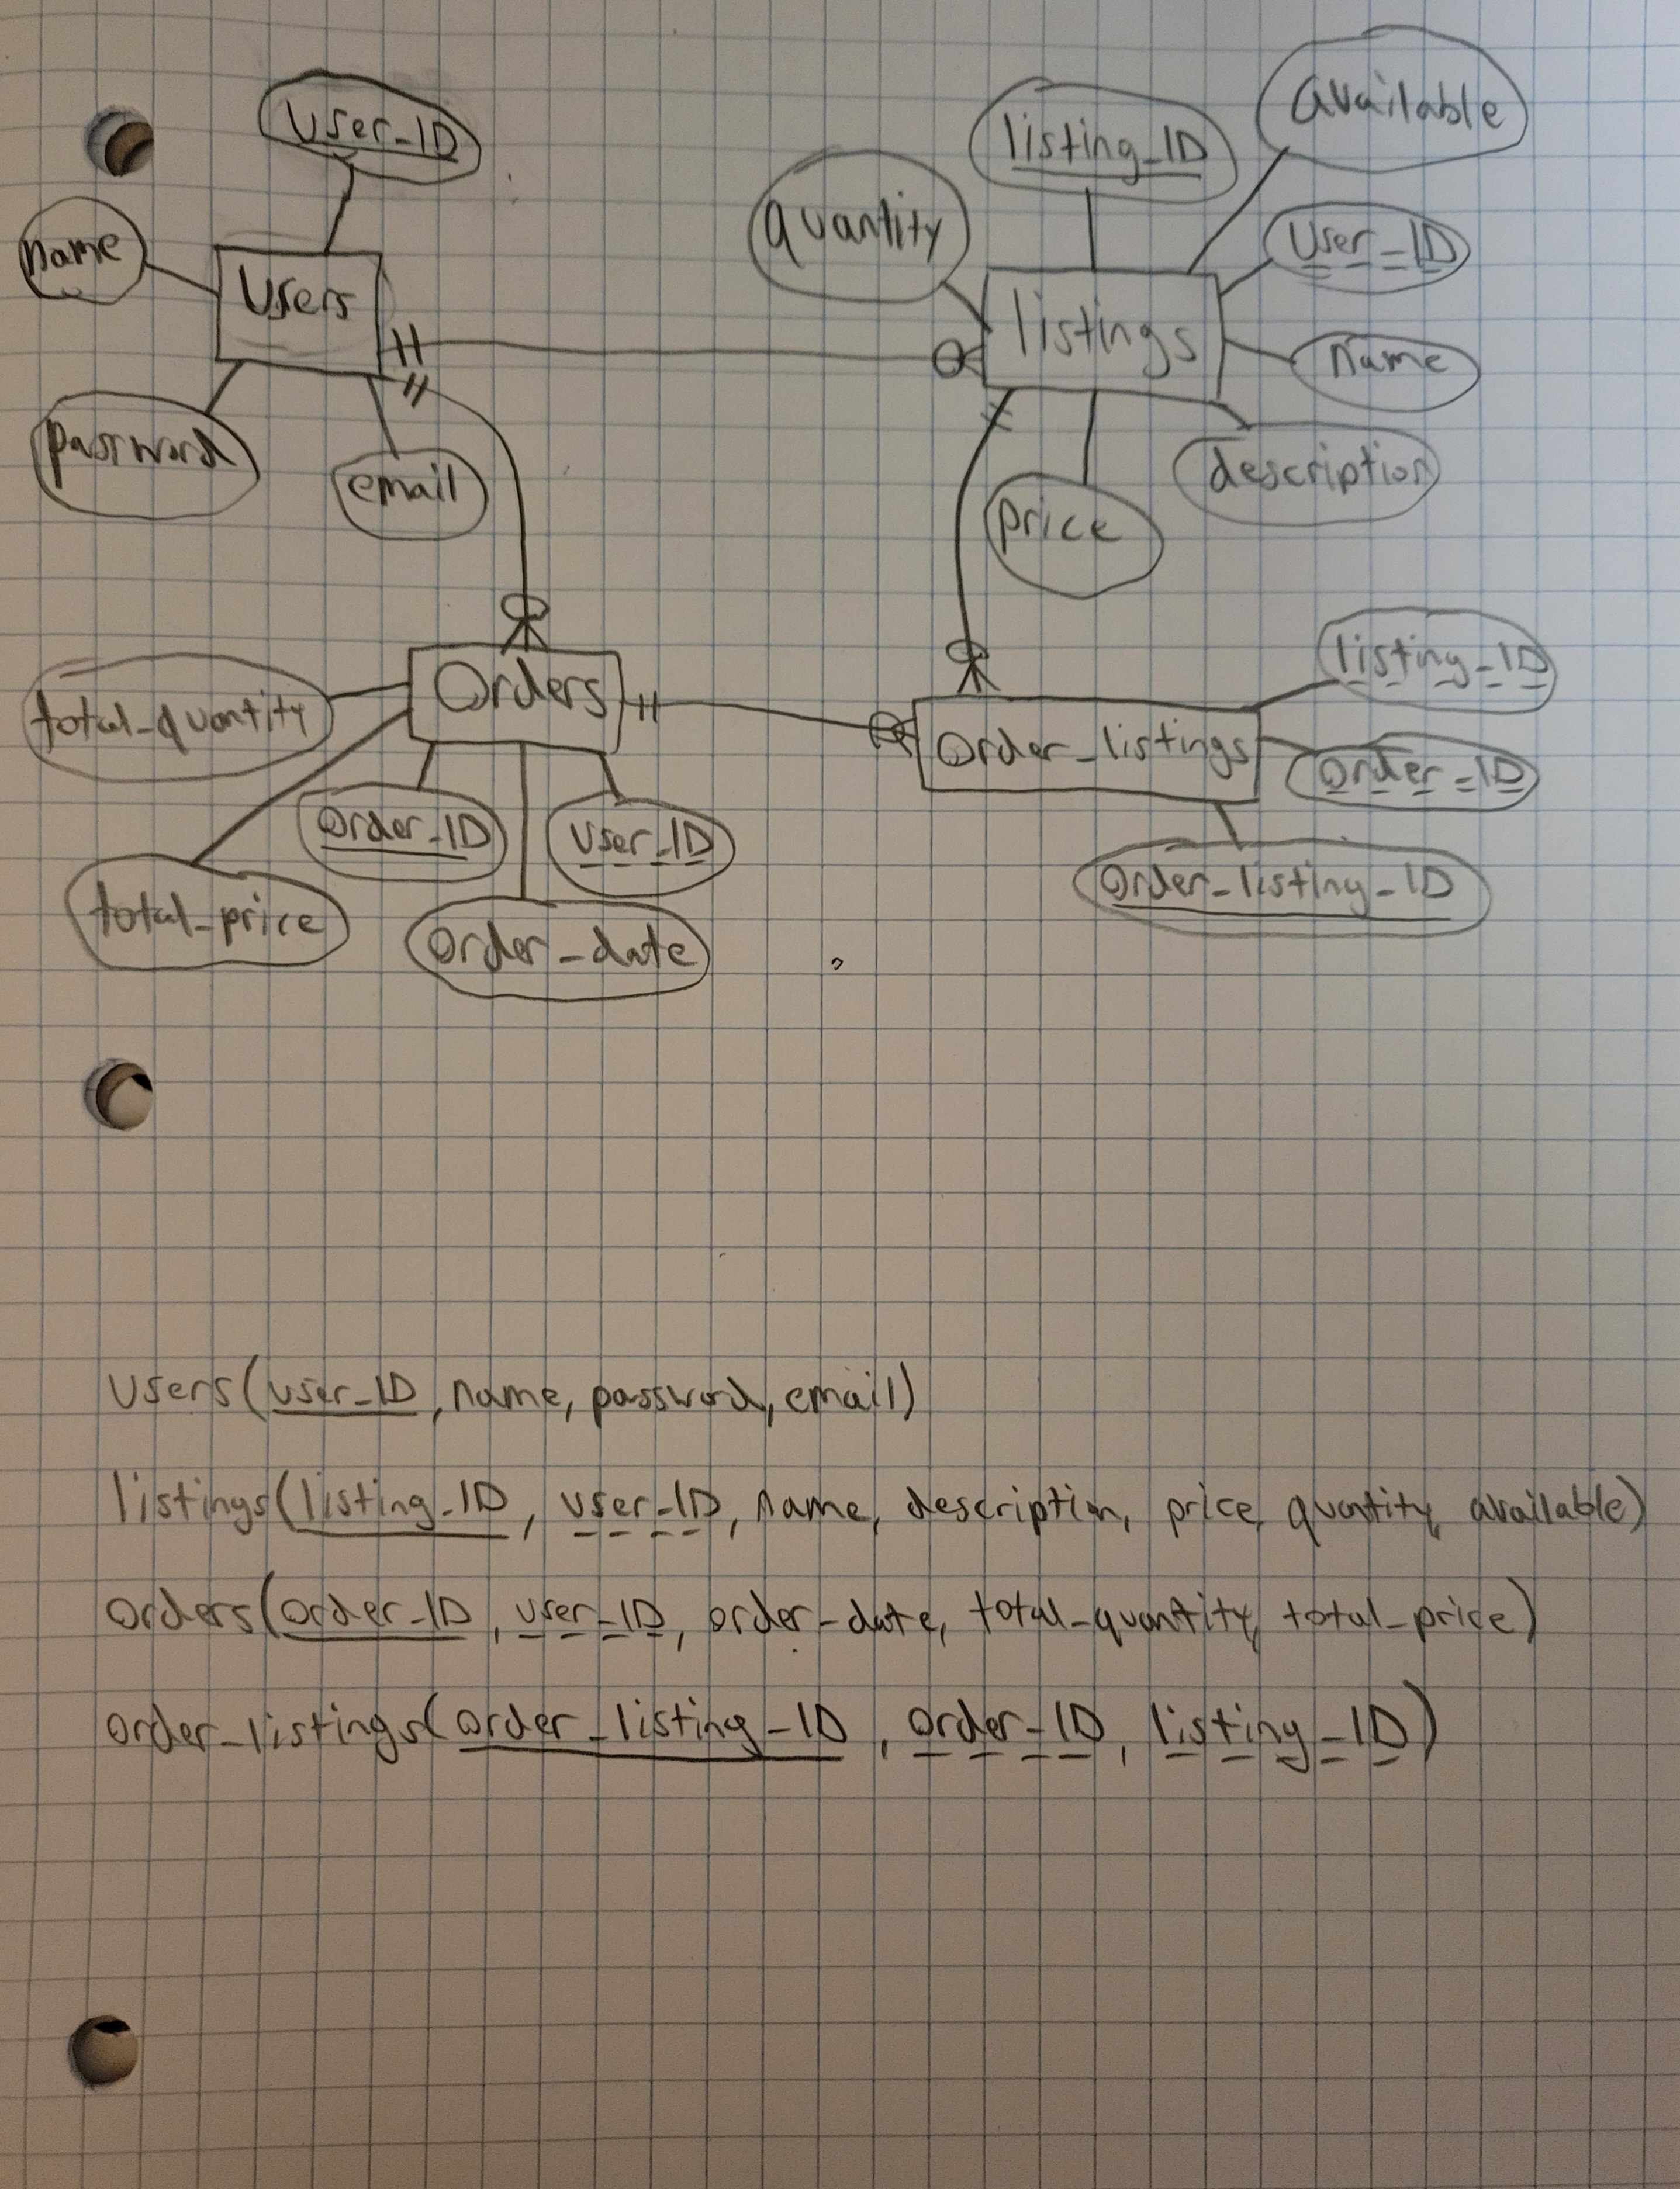 User_ID
listing_ID
Available
name
quantity
User_ID
Users
listings
name
password
email
price
description
total_quantity
Orders
listing_ID
Order_listings
Order_ID
Order_ID
User_ID
Order_listing_ID
total_price
Order_date
Users(user_ID, name, password, email)
listings(listing_ID, user_ID, name, description, price, quantity, available)
Orders(Order_ID, user_ID, order_date, total_quantity, total_price)
Order_listings(order_listing_ID, order_ID, listing_ID)